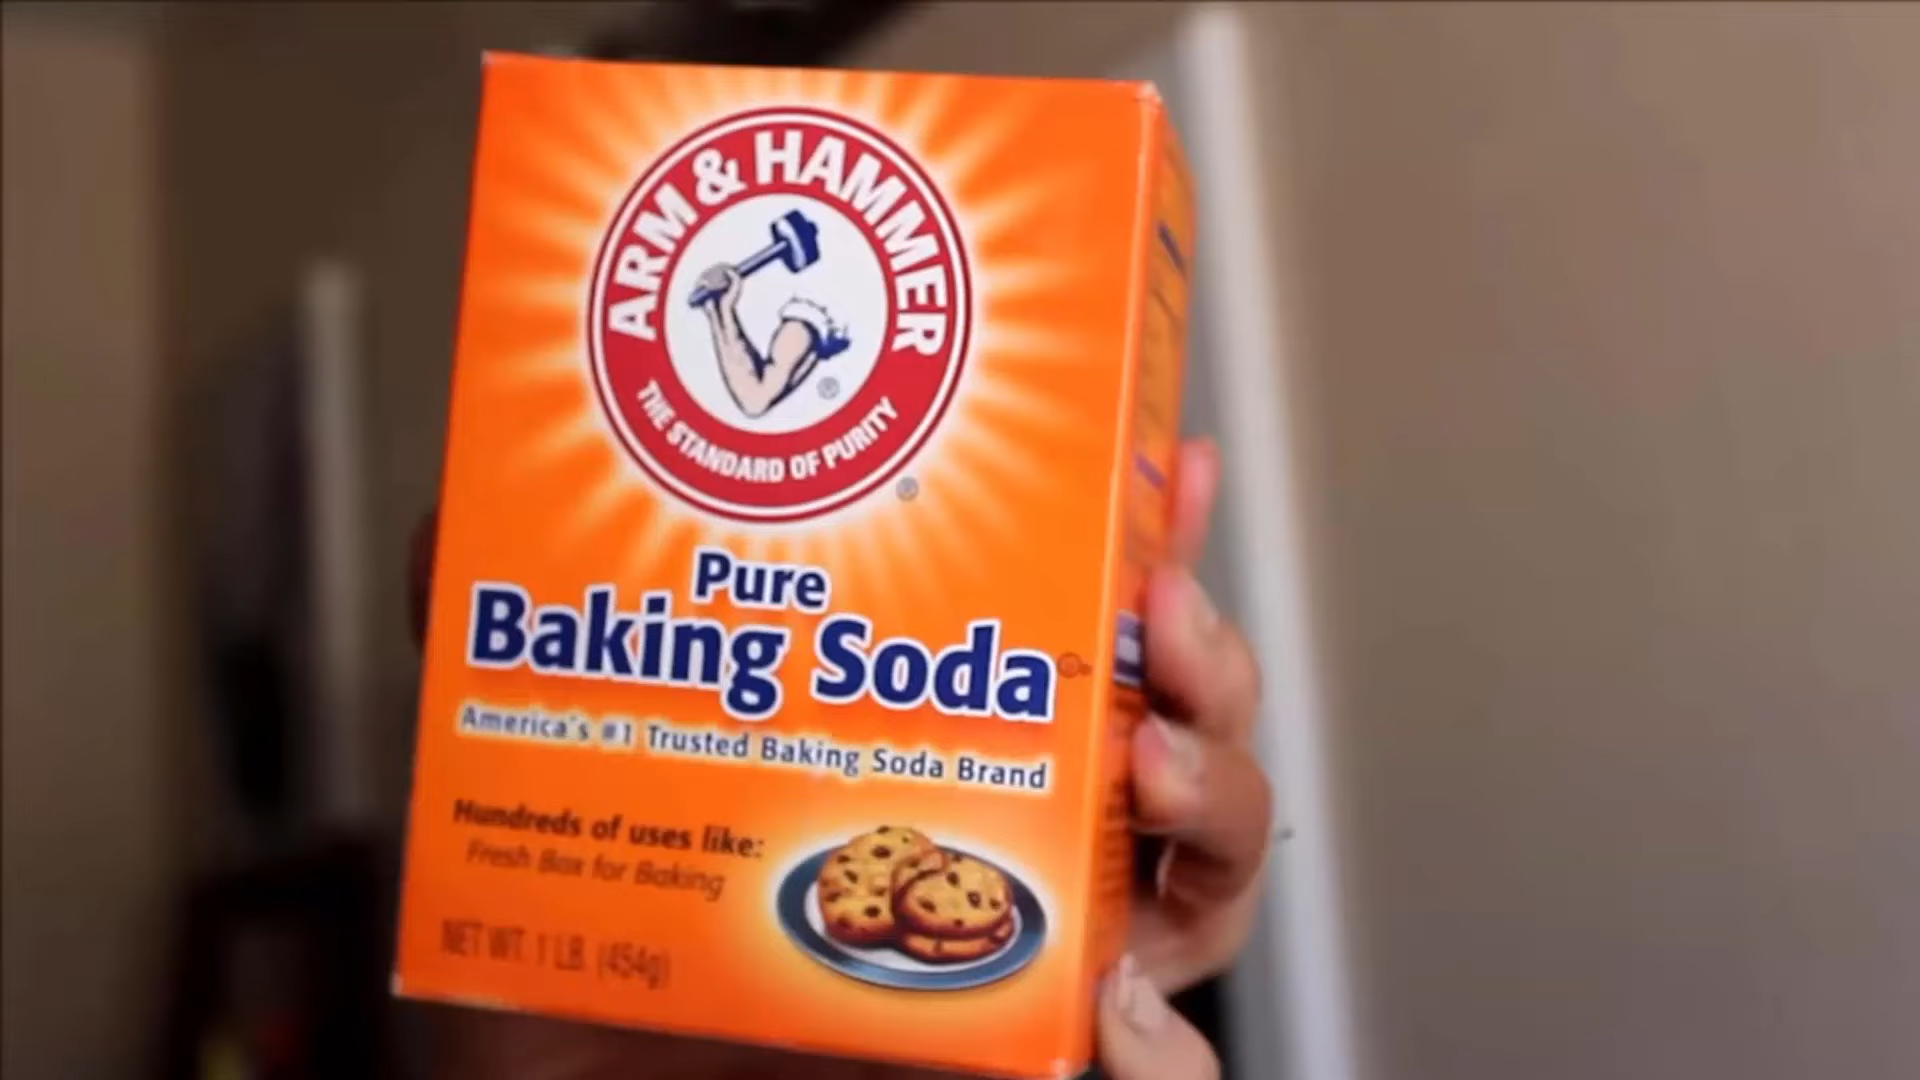 ARM & HAMMER
®
THE STANDARD OF PURITY
®
Pure
Baking Soda
America's #1 Trusted Baking Soda Brand
Hundreds of uses like:
Fresh Box for Baking
NET WT. 1 LB. (454g)